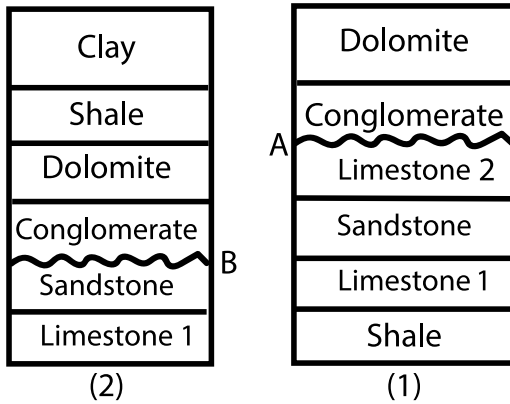 Clay
Shale
Dolomite
Conglomerate
B
Sandstone
Limestone 1
(2)
Dolomite
Conglomerate
A
Limestone 2
Sandstone
Limestone 1
Shale
(1)